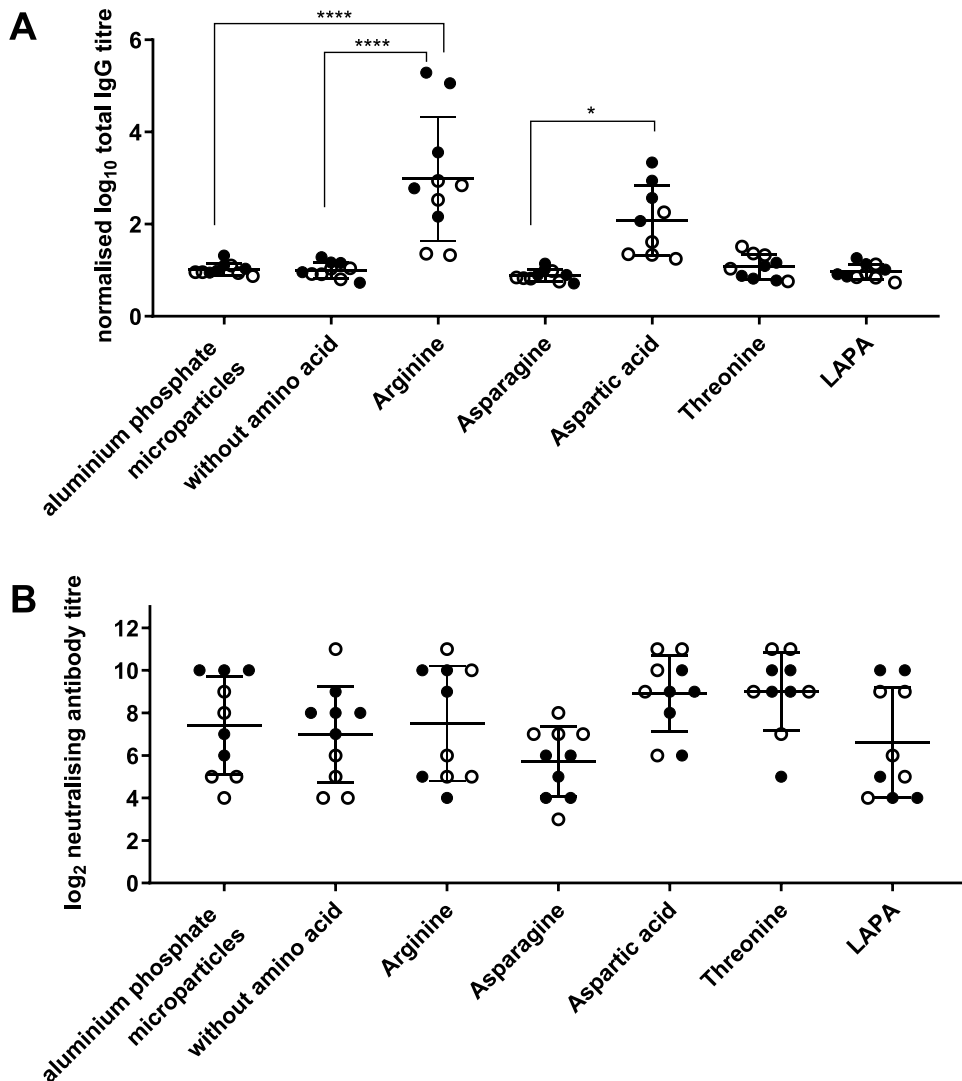 A
normalised log10 total IgG titre
6
4
2
0
****
****
*
aluminium phosphate
microparticles
without amino acid
Arginine
Asparagine
Aspartic acid
Threonine
LAPA
B
log2 neutralising antibody titre
12
10
8
6
4
2
0
aluminium phosphate
microparticles
without amino acid
Arginine
Asparagine
Aspartic acid
Threonine
LAPA